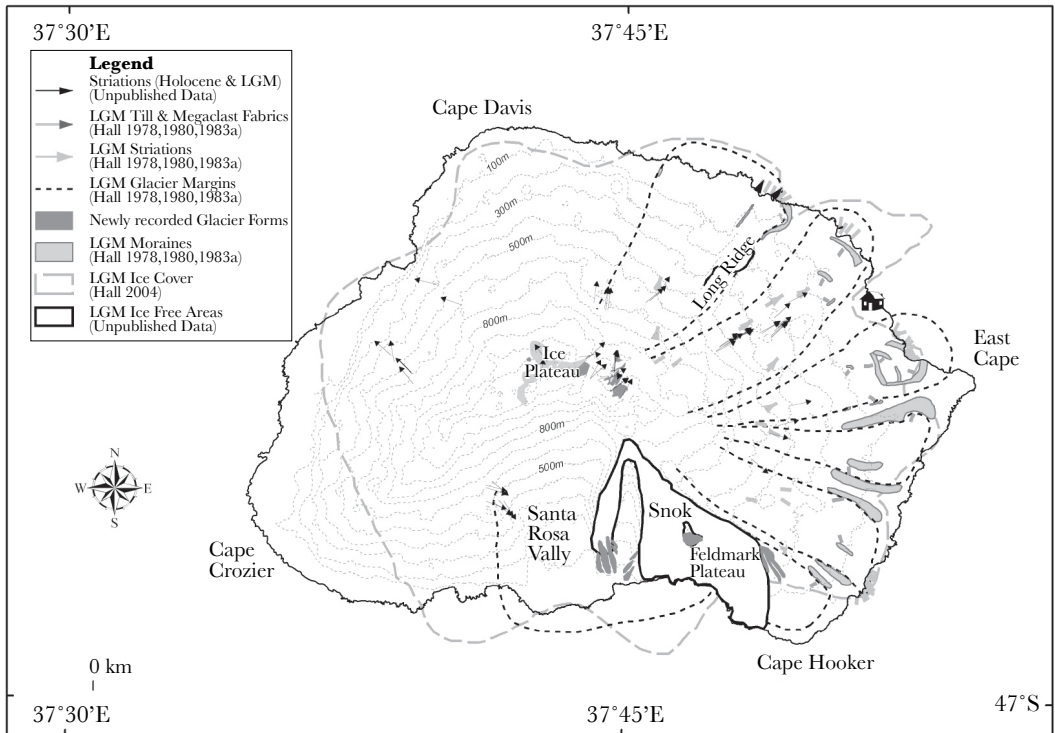 37˚30'E
37˚45'E
Legend
Striations (Holocene & LGM)
(Unpublished Data)
LGM Till & Megaclast Fabrics
(Hall 1978,1980,1983a)
LGM Striations
(Hall 1978,1980,1983a)
LGM Glacier Margins
(Hall 1978,1980,1983a)
Newly recorded Glacier Forms
LGM Moraines
(Hall 1978,1980,1983a)
LGM Ice Cover
(Hall 2004)
LGM Ice Free Areas
(Unpublished Data)
Cape Davis
100m
300m
500m
Long Ridge
800m
Ice
Plateau
East
Cape
800m
500m
N
W E
S
Santa
Rosa
Vally
Snok
Feldmark
Plateau
Cape
Crozier
Cape Hooker
0 km
47˚S
37˚30'E
37˚45'E